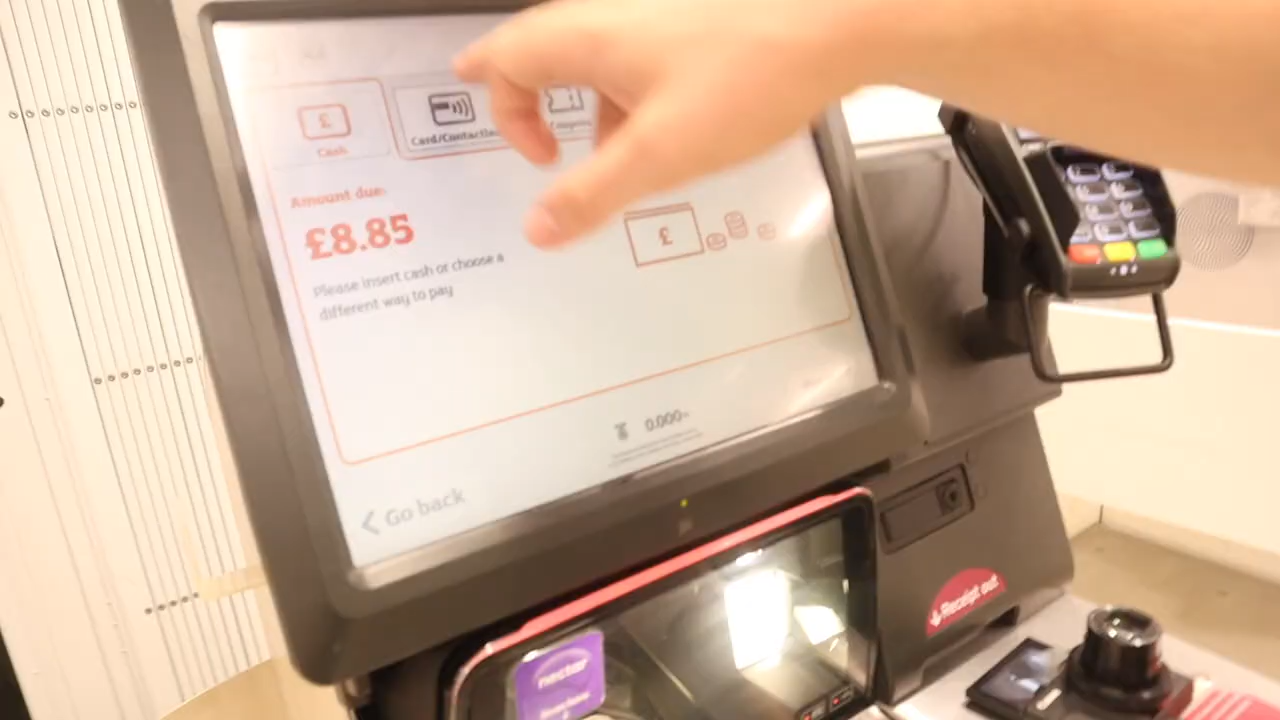 £
Cash
Card/Contactless
Coupons
Amount due:
£8.85
Please insert cash or choose a
different way to pay
£
0.000
Go back
Receipt out
nectar